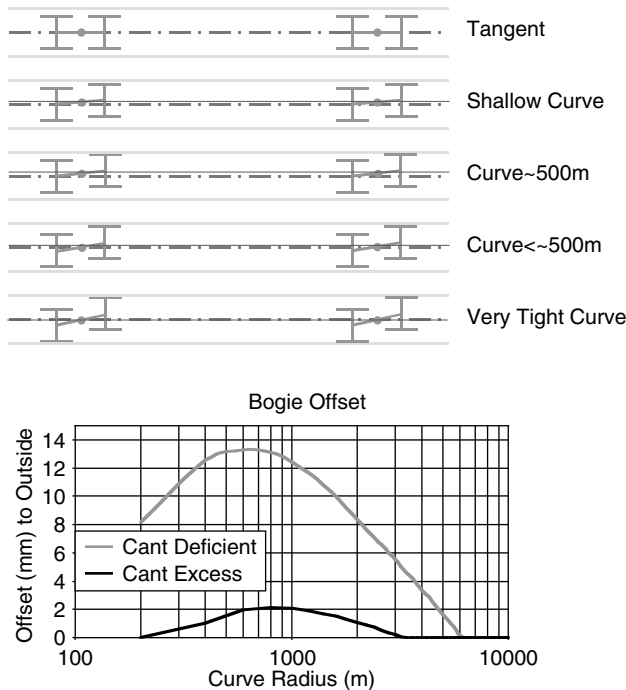 Tangent
Shallow Curve
Curve~500m
Curve<~500m
Very Tight Curve
Bogie Offset
Offset (mm) to Outside
14
12
10
8
6
4
2
0
Cant Deficient
Cant Excess
100 1000 10000
Curve Radius (m)